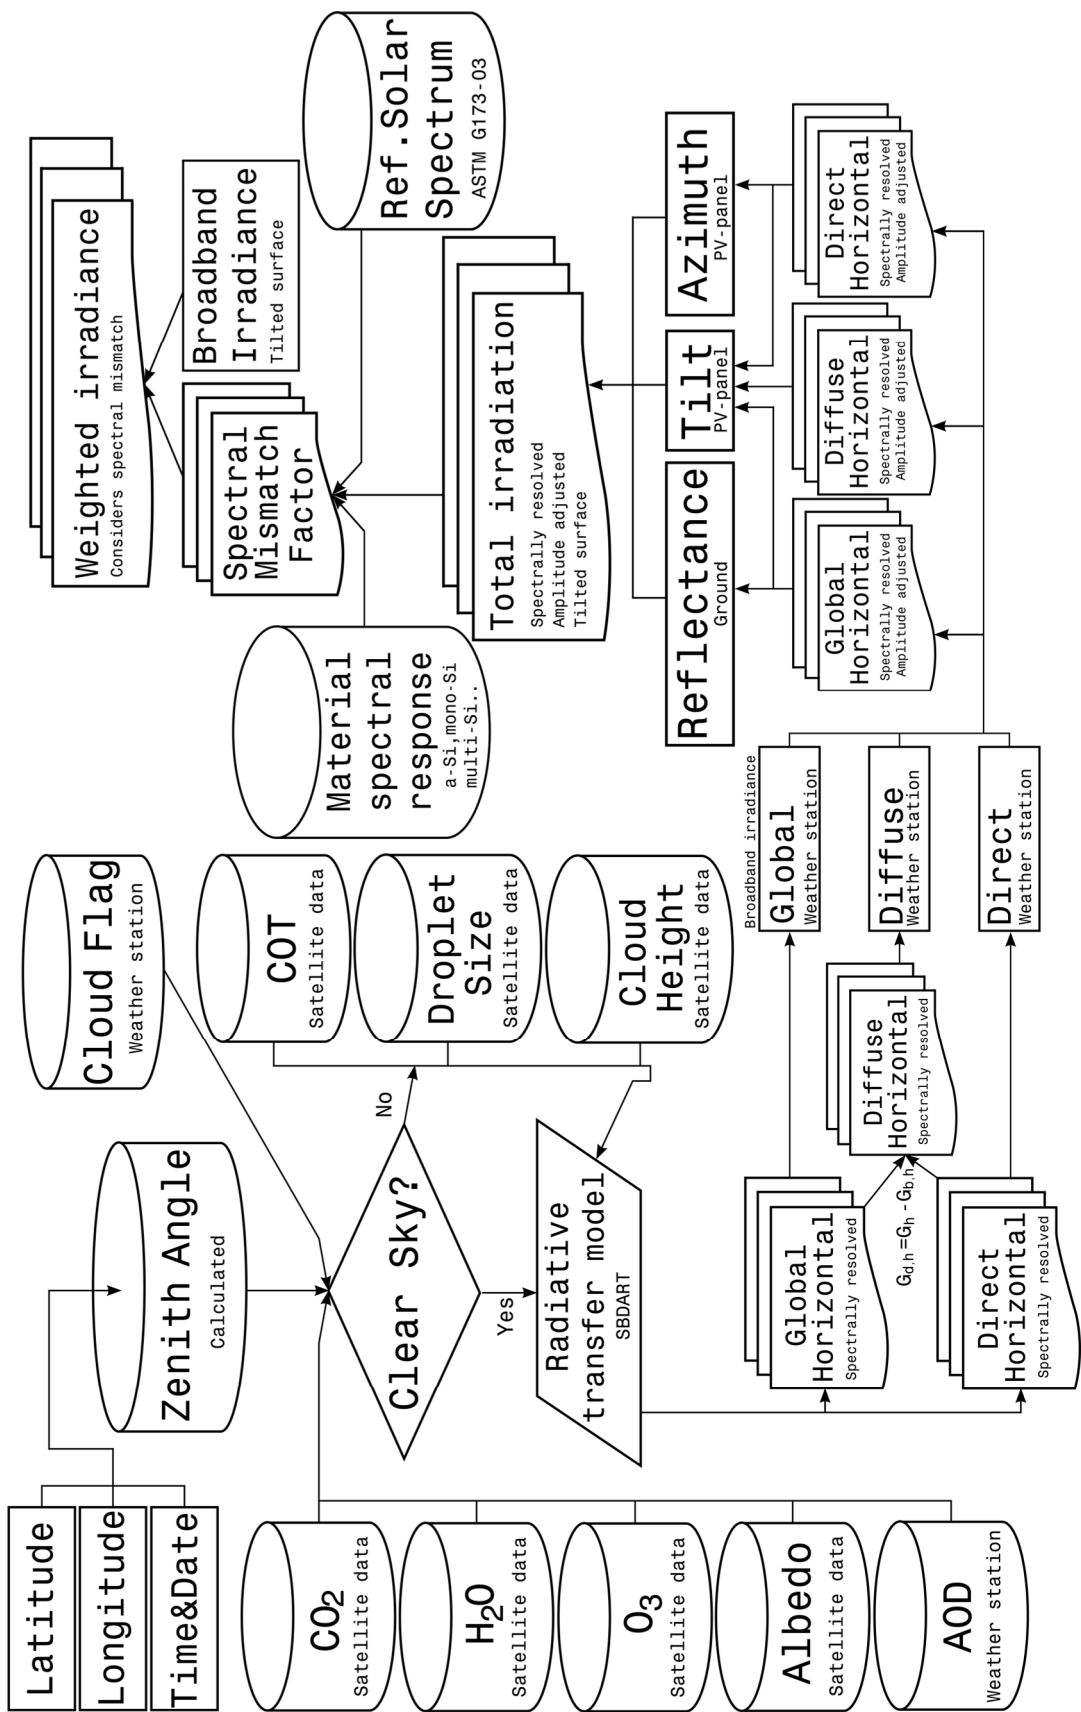 Latitude
Longitude
Time&Date
Zenith Angle
Calculated
Cloud Flag
Weather station
CO2
Satellite data
H2O
Satellite data
O3
Satellite data
Albedo
Satellite data
AOD
Weather station
Clear Sky?
No
Yes
COT
Satellite data
Droplet
Size
Satellite data
Cloud
Height
Satellite data
Radiative
transfer model
SBDART
Global
Horizontal
Spectrally resolved
Gd,h=Gh - Gb,h
Direct
Horizontal
Spectrally resolved
Diffuse
Horizontal
Spectrally resolved
Broadband irradiance
Global
Weather station
Diffuse
Weather station
Direct
Weather station
Global
Horizontal
Spectrally resolved
Amplitude adjusted
Diffuse
Horizontal
Spectrally resolved
Amplitude adjusted
Direct
Horizontal
Spectrally resolved
Amplitude adjusted
Reflectance
Ground
Tilt
PV-panel
Azimuth
PV-panel
Total irradiation
Spectrally resolved
Amplitude adjusted
Tilted surface
Material
spectral
response
a-Si,mono-Si
multi-Si..
Ref.Solar
Spectrum
ASTM G173-03
Spectral
Mismatch
Factor
Broadband
Irradiance
Tilted surface
Weighted irradiance
Considers spectral mismatch